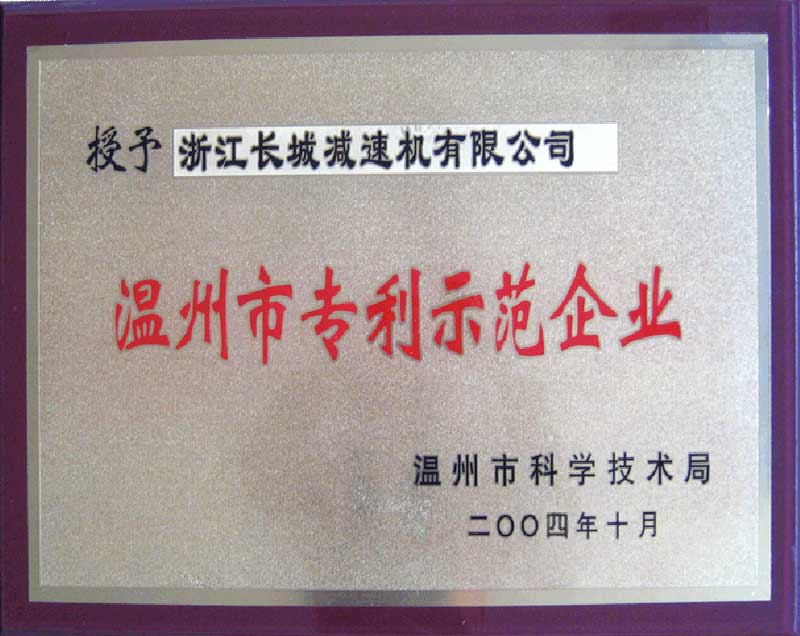 授予 浙江长城减速机有限公司
温州市专利示范企业
温州市科学技术局
二〇〇四年十月